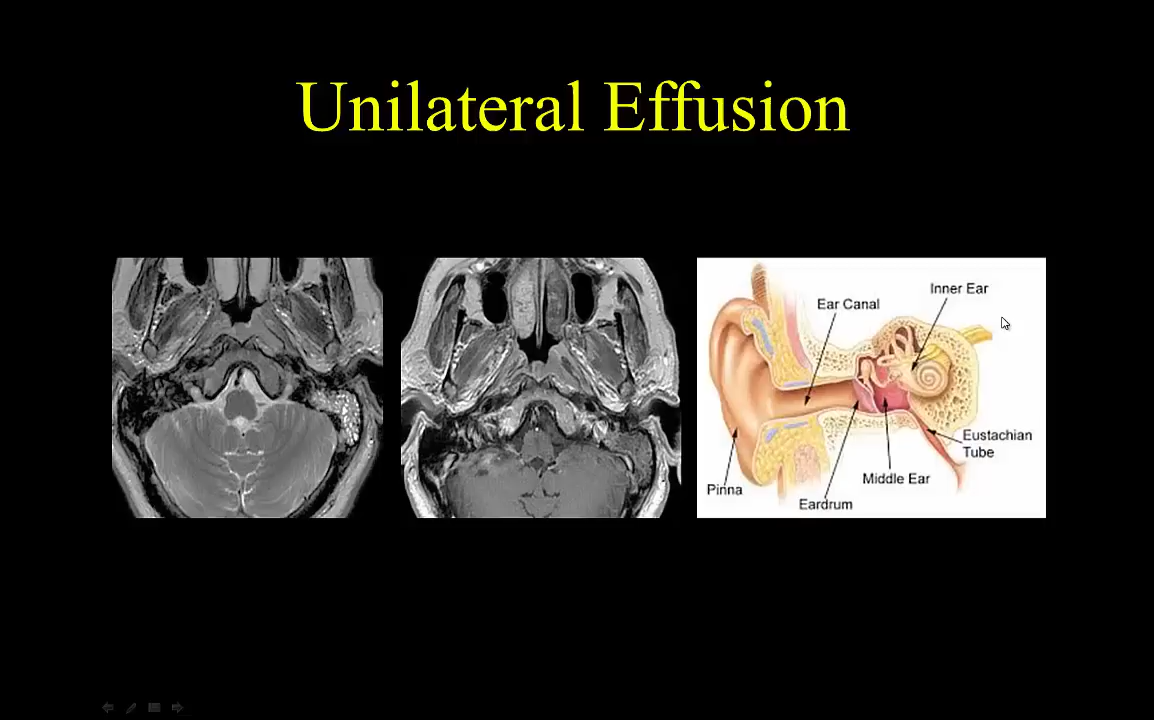 Unilateral Effusion
Inner Ear
Ear Canal
Eustachian
Tube
Middle Ear
Pinna
Eardrum